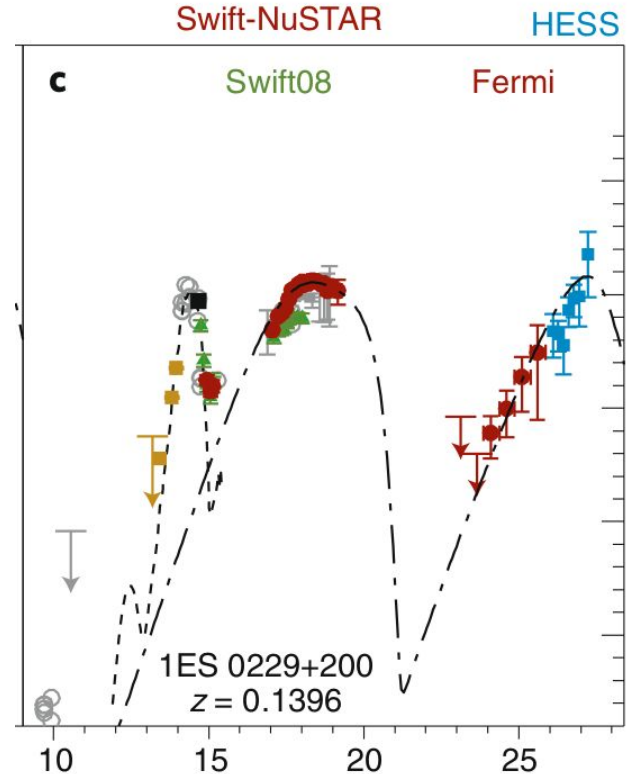 Swift-NuSTAR HESS
c Swift08 Fermi
1ES 0229+200
z = 0.1396
10 15 20 25